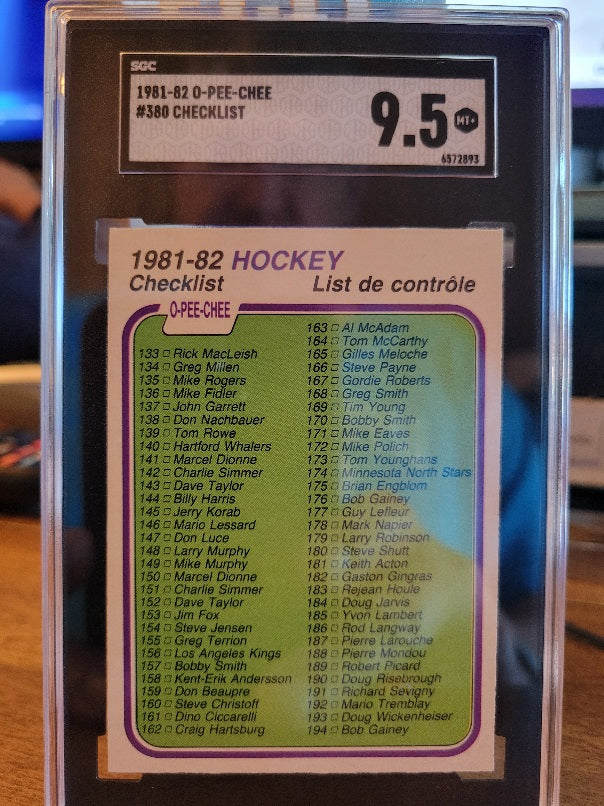 SGC
1981-82 O-PEE-CHEE
#380 CHECKLIST
9.5
MT+
6572893
1981-82 HOCKEY
Checklist
List de contrôle
O-PEE-CHEE
133 Rick MacLeish
134 Greg Millen
135 Mike Rogers
136 Mike Fidler
137 John Garrett
138 Don Nachbauer
139 Tom Rowe
140 Hartford Whalers
141 Marcel Dionne
142 Charlie Simmer
143 Dave Taylor
144 Billy Harris
145 Jerry Korab
146 Mario Lessard
147 Don Luce
148 Larry Murphy
149 Mike Murphy
150 Marcel Dionne
151 Charlie Simmer
152 Dave Taylor
153 Jim Fox
154 Steve Jensen
155 Greg Terrion
156 Los Angeles Kings
157 Bobby Smith
158 Kent-Erik Andersson
159 Don Beaupre
160 Steve Christoff
161 Dino Ciccarelli
162 Craig Hartsburg
163 Al McAdam
164 Tom McCarthy
165 Gilles Meloche
166 Steve Payne
167 Gordie Roberts
168 Greg Smith
169 Tim Young
170 Bobby Smith
171 Mike Eaves
172 Mike Polich
173 Tom Younghans
174 Minnesota North Stars
175 Brian Engblom
176 Bob Gainey
177 Guy Lefleur
178 Mark Napier
179 Larry Robinson
180 Steve Shutt
181 Keith Acton
182 Gaston Gingras
183 Rejean Houle
184 Doug Jarvis
185 Yvon Lambert
186 Rod Langway
187 Pierre Larouche
188 Pierre Mondou
189 Robert Picard
190 Doug Risebrough
191 Richard Sevigny
192 Mario Tremblay
193 Doug Wickenheiser
194 Bob Gainey